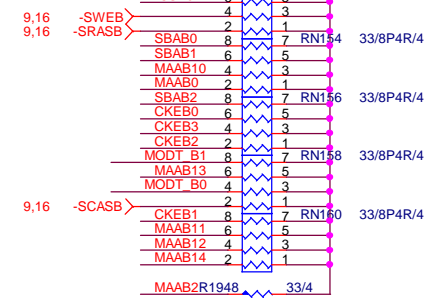 9,16 -SWEB 4 3
9,16 -SRASB 2 1
SBAB0 8 7 RN154 33/8P4R/4
SBAB1 6 5
MAAB10 4 3
MAAB0 2 1
SBAB2 8 7 RN156 33/8P4R/4
CKEB0 6 5
CKEB3 4 3
CKEB2 2 1
MODT_B1 8 7 RN158 33/8P4R/4
MAAB13 6 5
MODT_B0 4 3
9,16 -SCASB 2 1
CKEB1 8 7 RN160 33/8P4R/4
MAAB11 6 5
MAAB12 4 3
MAAB14 2 1
MAAB2 R1948 33/4